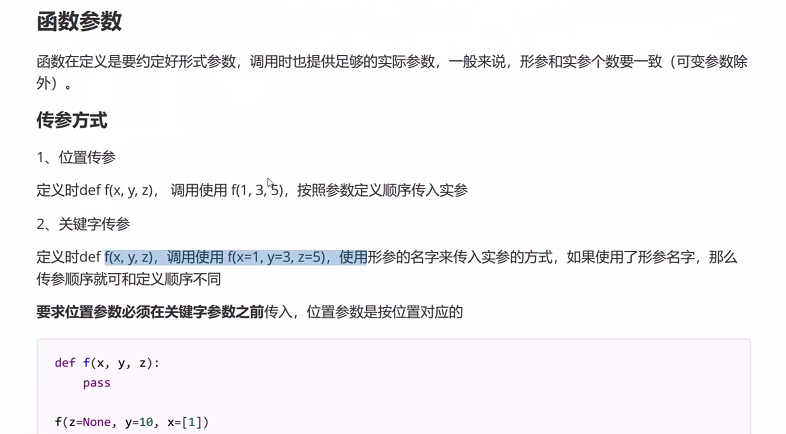 函数参数
函数在定义是要约定好形式参数，调用时也提供足够的实际参数，一般来说，形参和实参个数要一致（可变参数除
外）。
传参方式
1、位置传参
定义时def f(x, y, z)， 调用使用 f(1, 3, 5)，按照参数定义顺序传入实参
2、关键字传参
定义时def f(x, y, z)，调用使用 f(x=1, y=3, z=5)，使用形参的名字来传入实参的方式，如果使用了形参名字，那么
传参顺序就可和定义顺序不同
要求位置参数必须在关键字参数之前传入，位置参数是按位置对应的
def f(x, y, z):
    pass
f(z=None, y=10, x=[1])